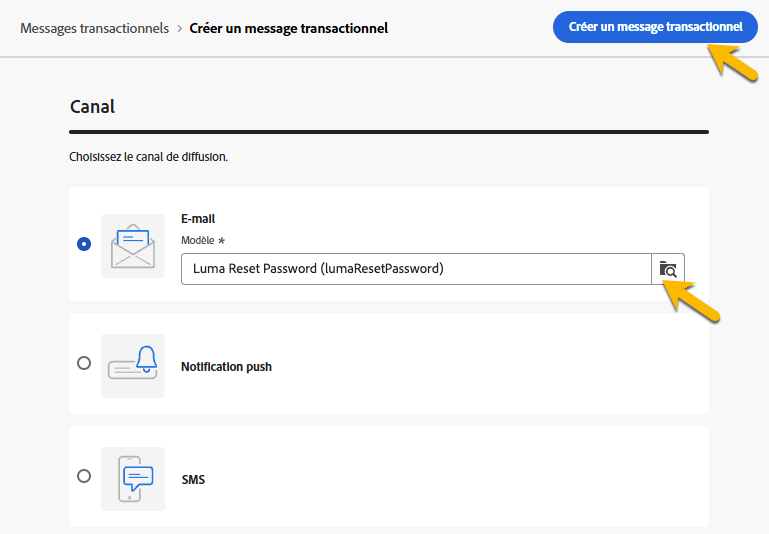 Messages transactionnels > Créer un message transactionnel
Créer un message transactionnel
Canal
Choisissez le canal de diffusion.
E-mail
Modèle *
Luma Reset Password (lumaResetPassword)
Notification push
SMS